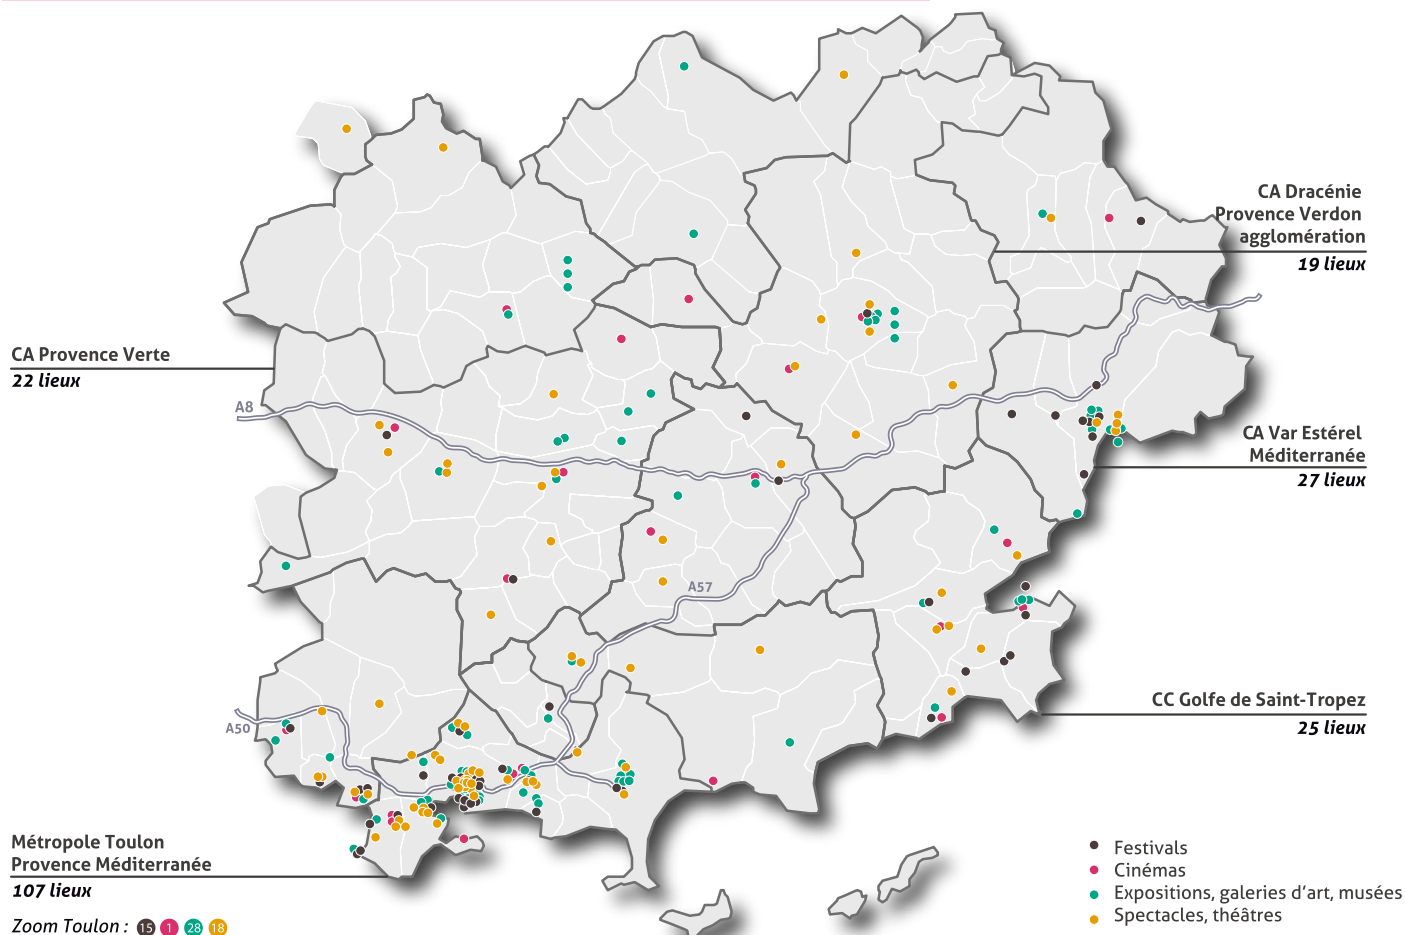 CA Dracénie
Provence Verdon
agglomération
19 lieux
CA Provence Verte
22 lieux
A8
CA Var Estérel
Méditerranée
27 lieux
A57
CC Golfe de Saint-Tropez
25 lieux
A50
Métropole Toulon
Provence Méditerranée
107 lieux
Zoom Toulon : 15 1 28 18
Festivals
Cinémas
Expositions, galeries d'art, musées
Spectacles, théâtres